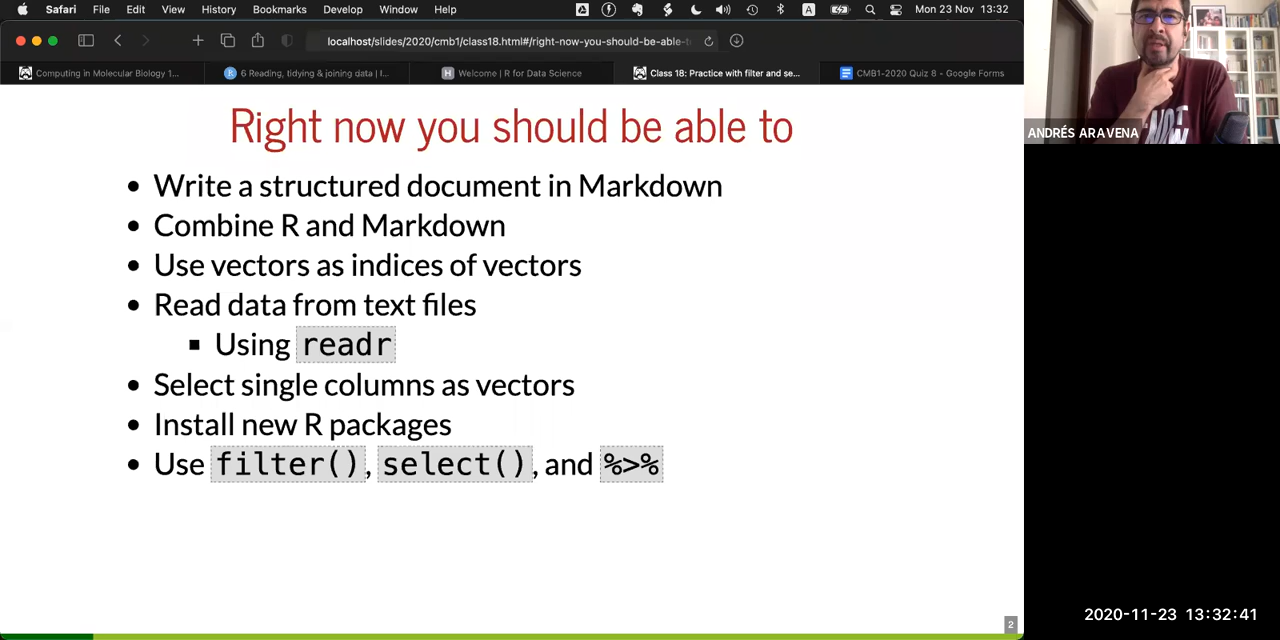 Safari File Edit View History Bookmarks Develop Window Help A Mon 23 Nov 13:32
localhost/slides/2020/cmb1/class18.html#/right-now-you-should-be-able-t
Computing in Molecular Biology 1... 6 Reading, tidying & joining data | I... Welcome | R for Data Science Class 18: Practice with filter and se... CMB1-2020 Quiz 8 - Google Forms
Right now you should be able to
• Write a structured document in Markdown
• Combine R and Markdown
• Use vectors as indices of vectors
• Read data from text files
▪ Using readr
• Select single columns as vectors
• Install new R packages
• Use filter(), select(), and %>%
2
ANDRÉS ARAVENA
2020-11-23 13:32:41